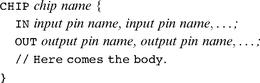 CHIP chip name {
IN input pin name, input pin name, . . . ;
OUT output pin name, output pin name, . . . ;
// Here comes the body.
}